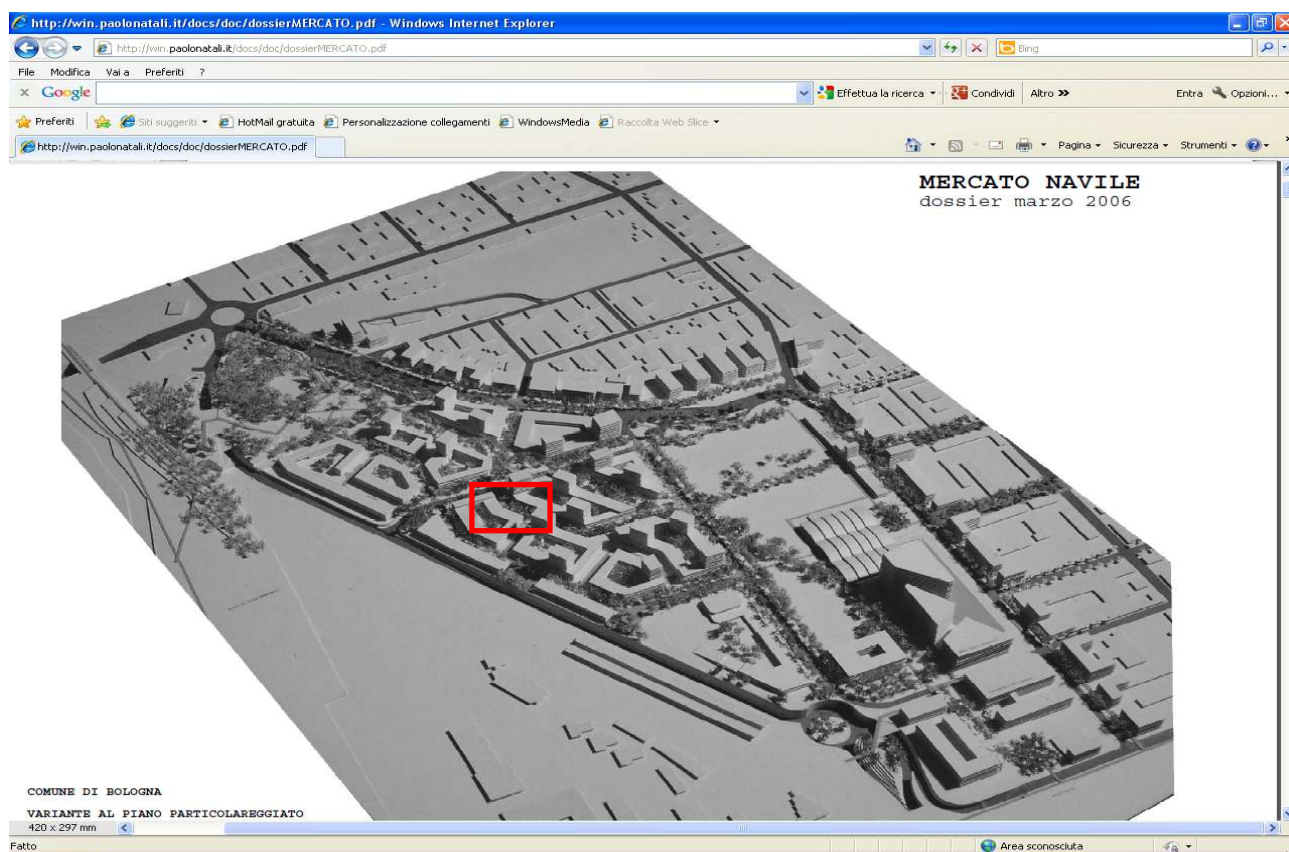 http://win.paolonatali.it/docs/doc/dossierMERCATO.pdf - Windows Internet Explorer
http://win.paolonatali.it/docs/doc/dossierMERCATO.pdf
Bing
File Modifica Vai a Preferiti ?
x Google
Effettua la ricerca
Condividi
Altro »
Entra
Opzioni...
Preferiti
Siti suggeriti
HotMail gratuita
Personalizzazione collegamenti
WindowsMedia
Raccolta Web Slice
http://win.paolonatali.it/docs/doc/dossierMERCATO.pdf
Pagina
Sicurezza
Strumenti
MERCATO NAVILE
dossier marzo 2006
COMUNE DI BOLOGNA
VARIANTE AL PIANO PARTICOLAREGGIATO
420 x 297 mm
Fatto
Area sconosciuta